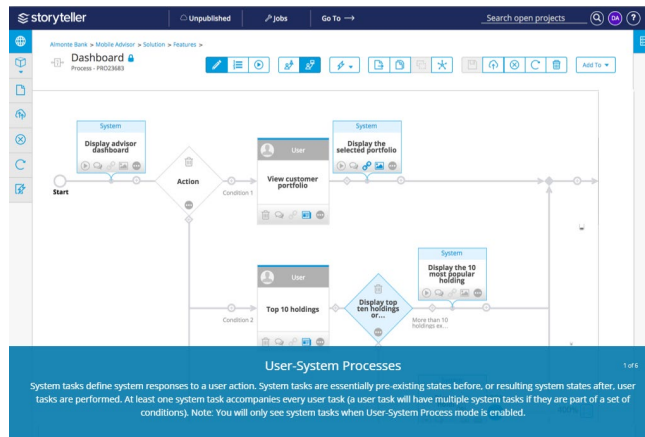 storyteller
Unpublished
Jobs
Go To →
Search open projects
DA
?
Almonte Bank > Mobile Advisor > Solution > Features >
Dashboard
Process - PRO23683
Add To
System
Display advisor
dashboard
Start
Action
Condition 1
User
View customer
portfolio
System
Display the
selected portfolio
User
Top 10 holdings
Condition 2
Display top
ten holdings
or...
More than 10
holdings ex...
System
Display the 10
most popular
holding
User-System Processes
1 of 6
System tasks define system responses to a user action. System tasks are essentially pre-existing states before, or resulting system states after, user
tasks are performed. At least one system task accompanies every user task (a user task will have multiple system tasks if they are part of a set of
conditions). Note: You will only see system tasks when User-System Process mode is enabled.